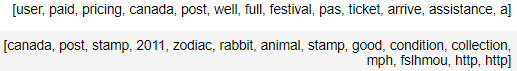 [user, paid, pricing, canada, post, well, full, festival, pas, ticket, arrive, assistance, a]
[canada, post, stamp, 2011, zodiac, rabbit, animal, stamp, good, condition, collection,
mph, fslhmou, http, http]